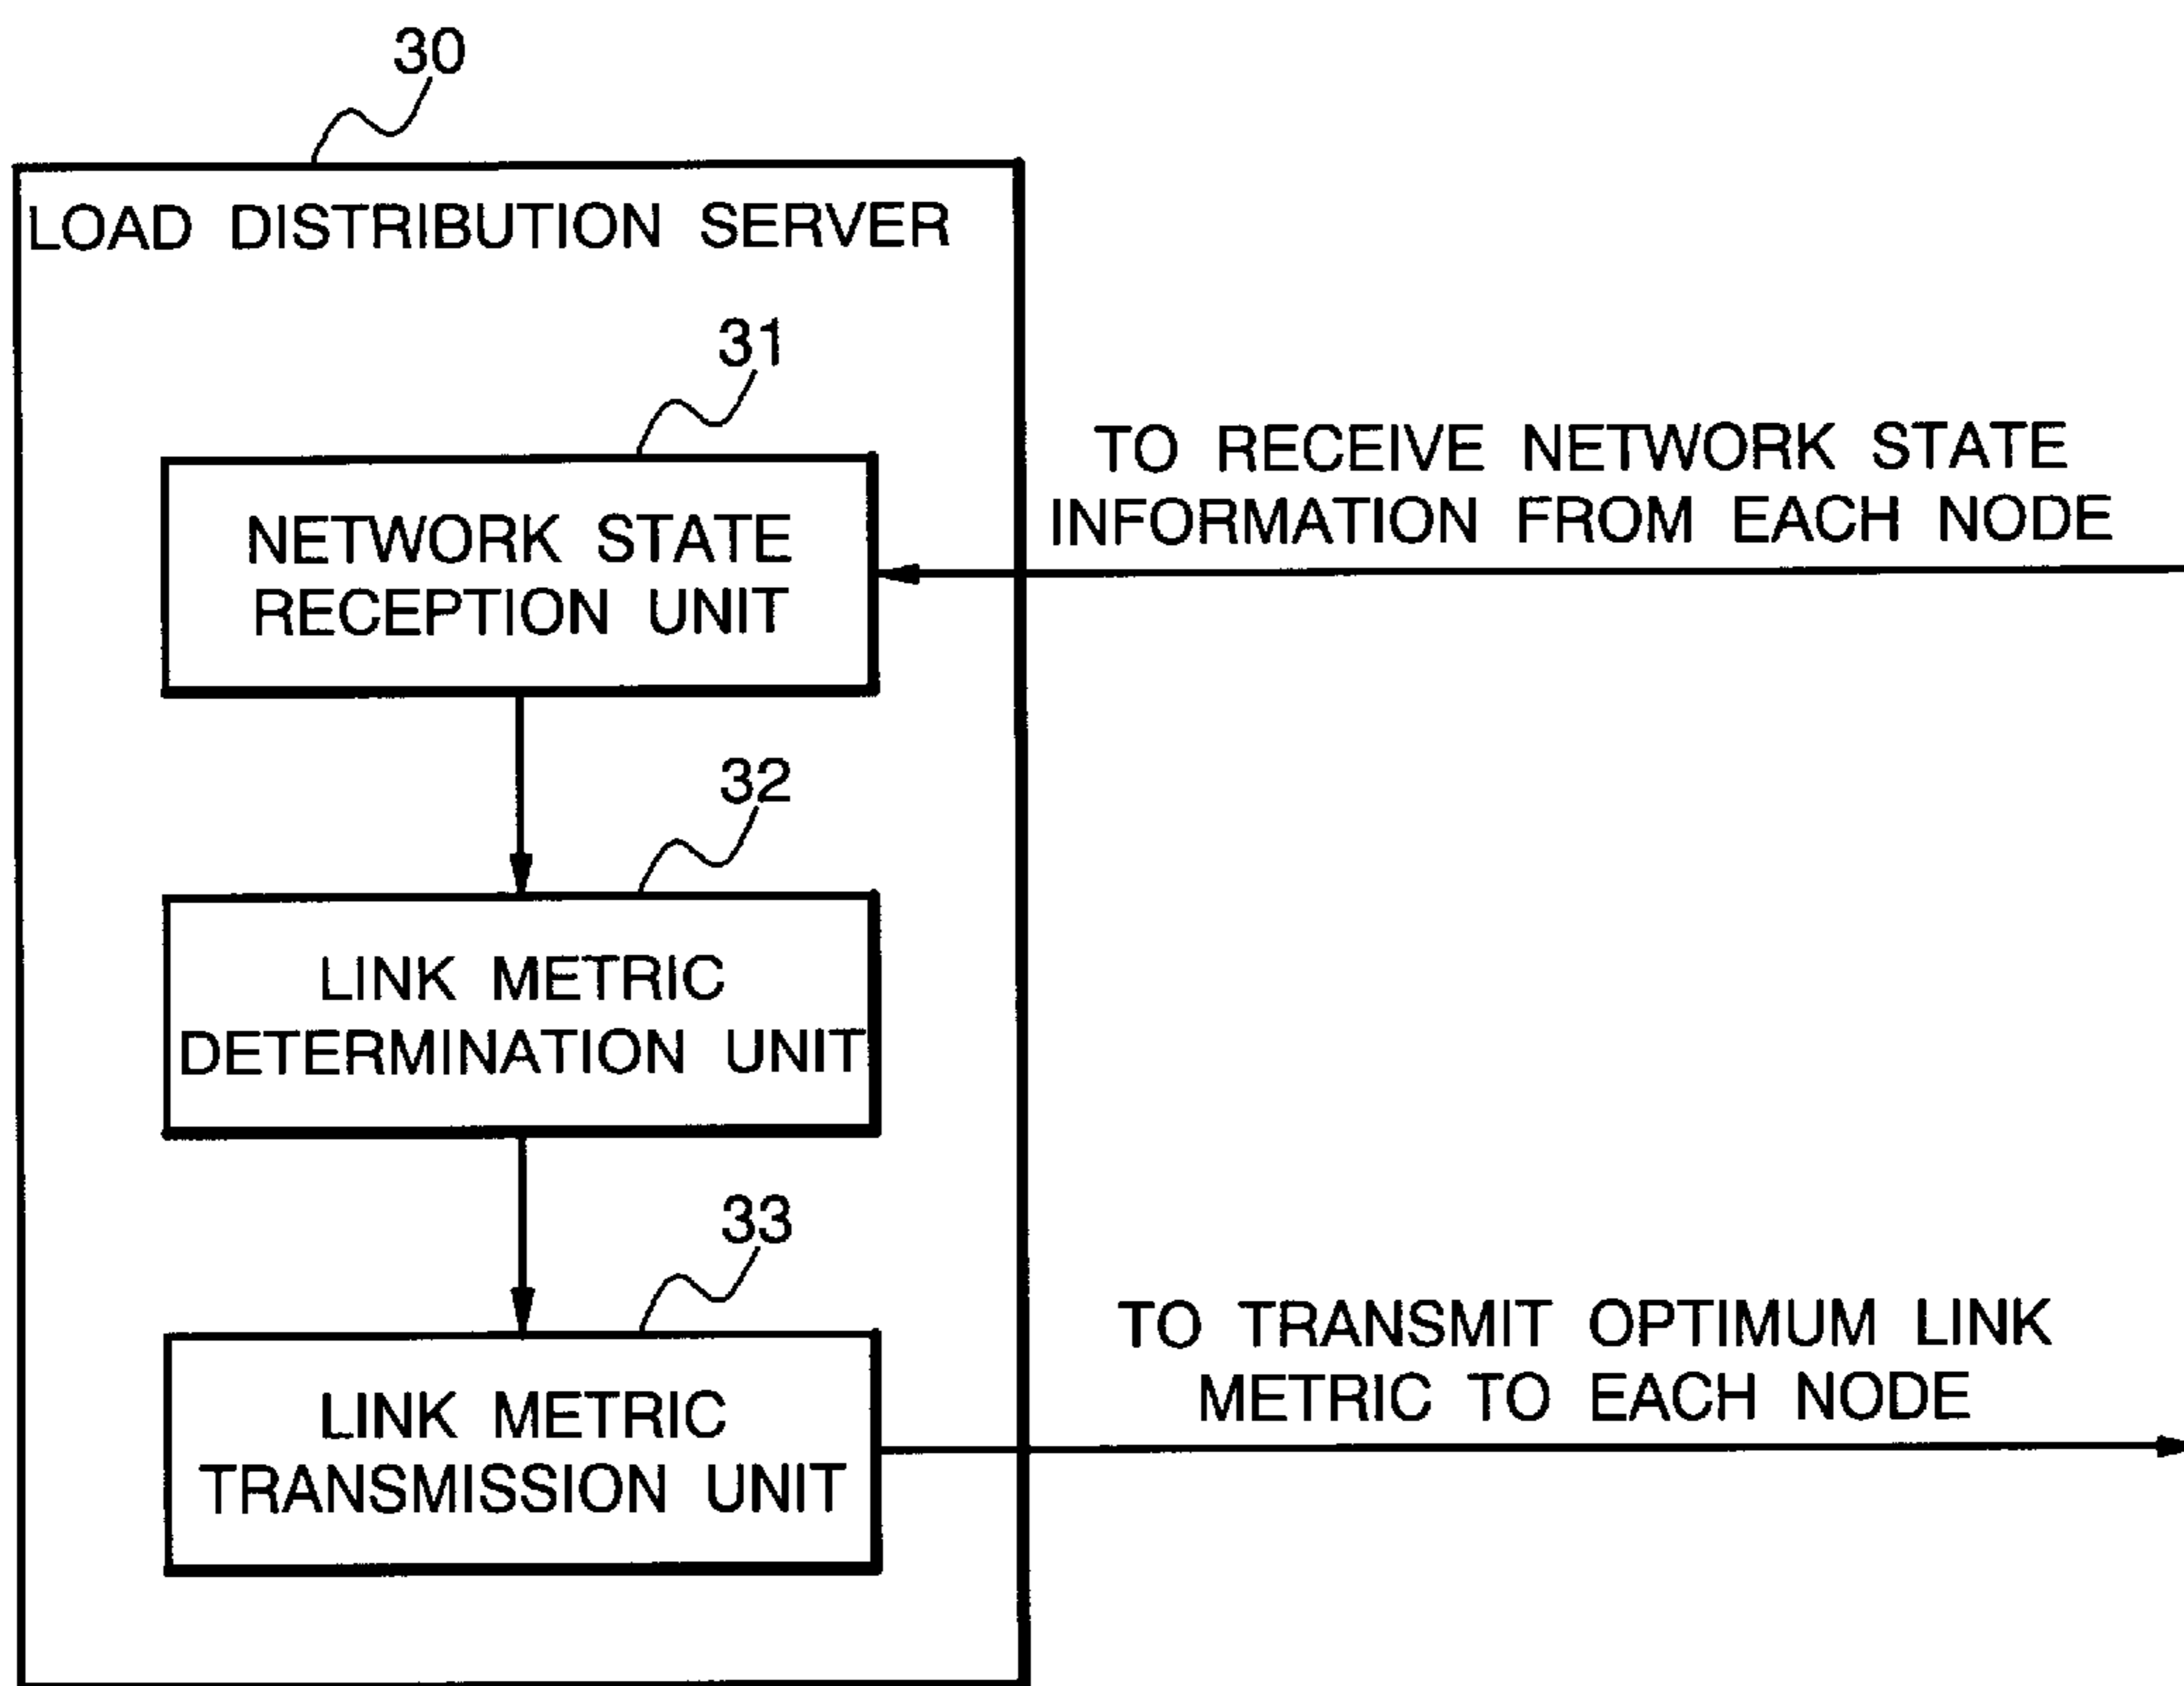 30
LOAD DISTRIBUTION SERVER
31
NETWORK STATE
RECEPTION UNIT
TO RECEIVE NETWORK STATE
INFORMATION FROM EACH NODE
32
LINK METRIC
DETERMINATION UNIT
33
LINK METRIC
TRANSMISSION UNIT
TO TRANSMIT OPTIMUM LINK
METRIC TO EACH NODE